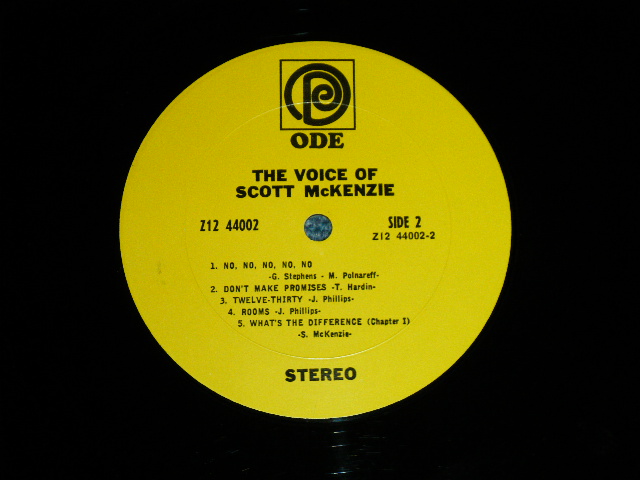 ODE
THE VOICE OF
SCOTT McKENZIE
Z12 44002
SIDE 2
Z12 44002-2
1. NO, NO, NO, NO, NO
-G. Stephens - M. Polnareff-
2. DON'T MAKE PROMISES -T. Hardin-
3. TWELVE-THIRTY -J. Phillips-
4. ROOMS -J. Phillips-
5. WHAT'S THE DIFFERENCE (Chapter I)
-S. McKenzie-
STEREO